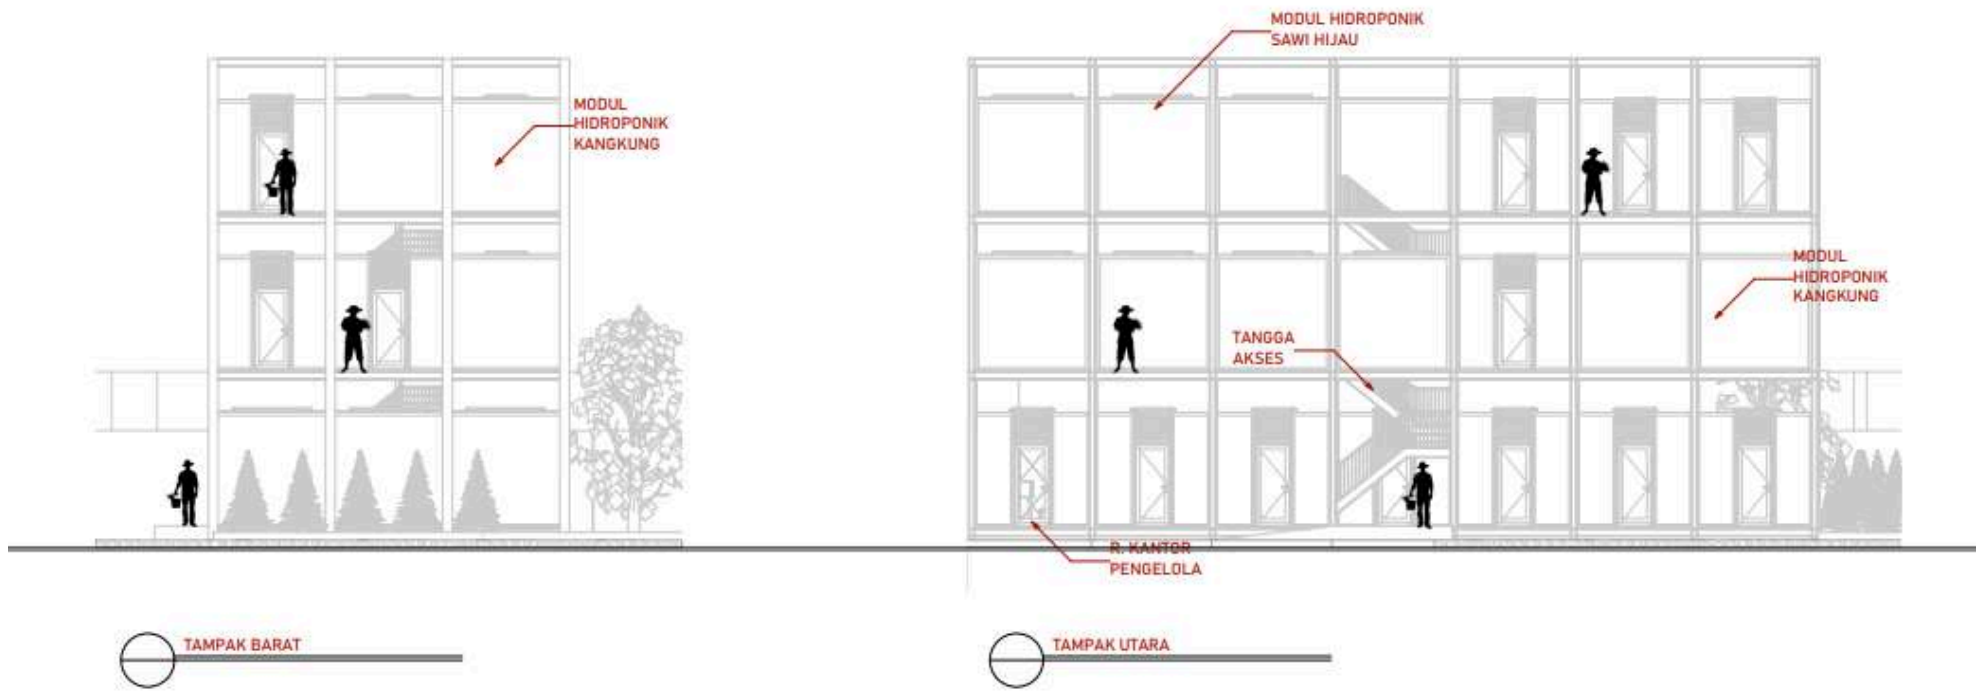 MODUL
HIDROPONIK
KANGKUNG
MODUL HIDROPONIK
SAWI HIJAU
MODUL
HIDROPONIK
KANGKUNG
TANGGA
AKSES
R. KANTOR
PENGELOLA
TAMPAK BARAT
TAMPAK UTARA